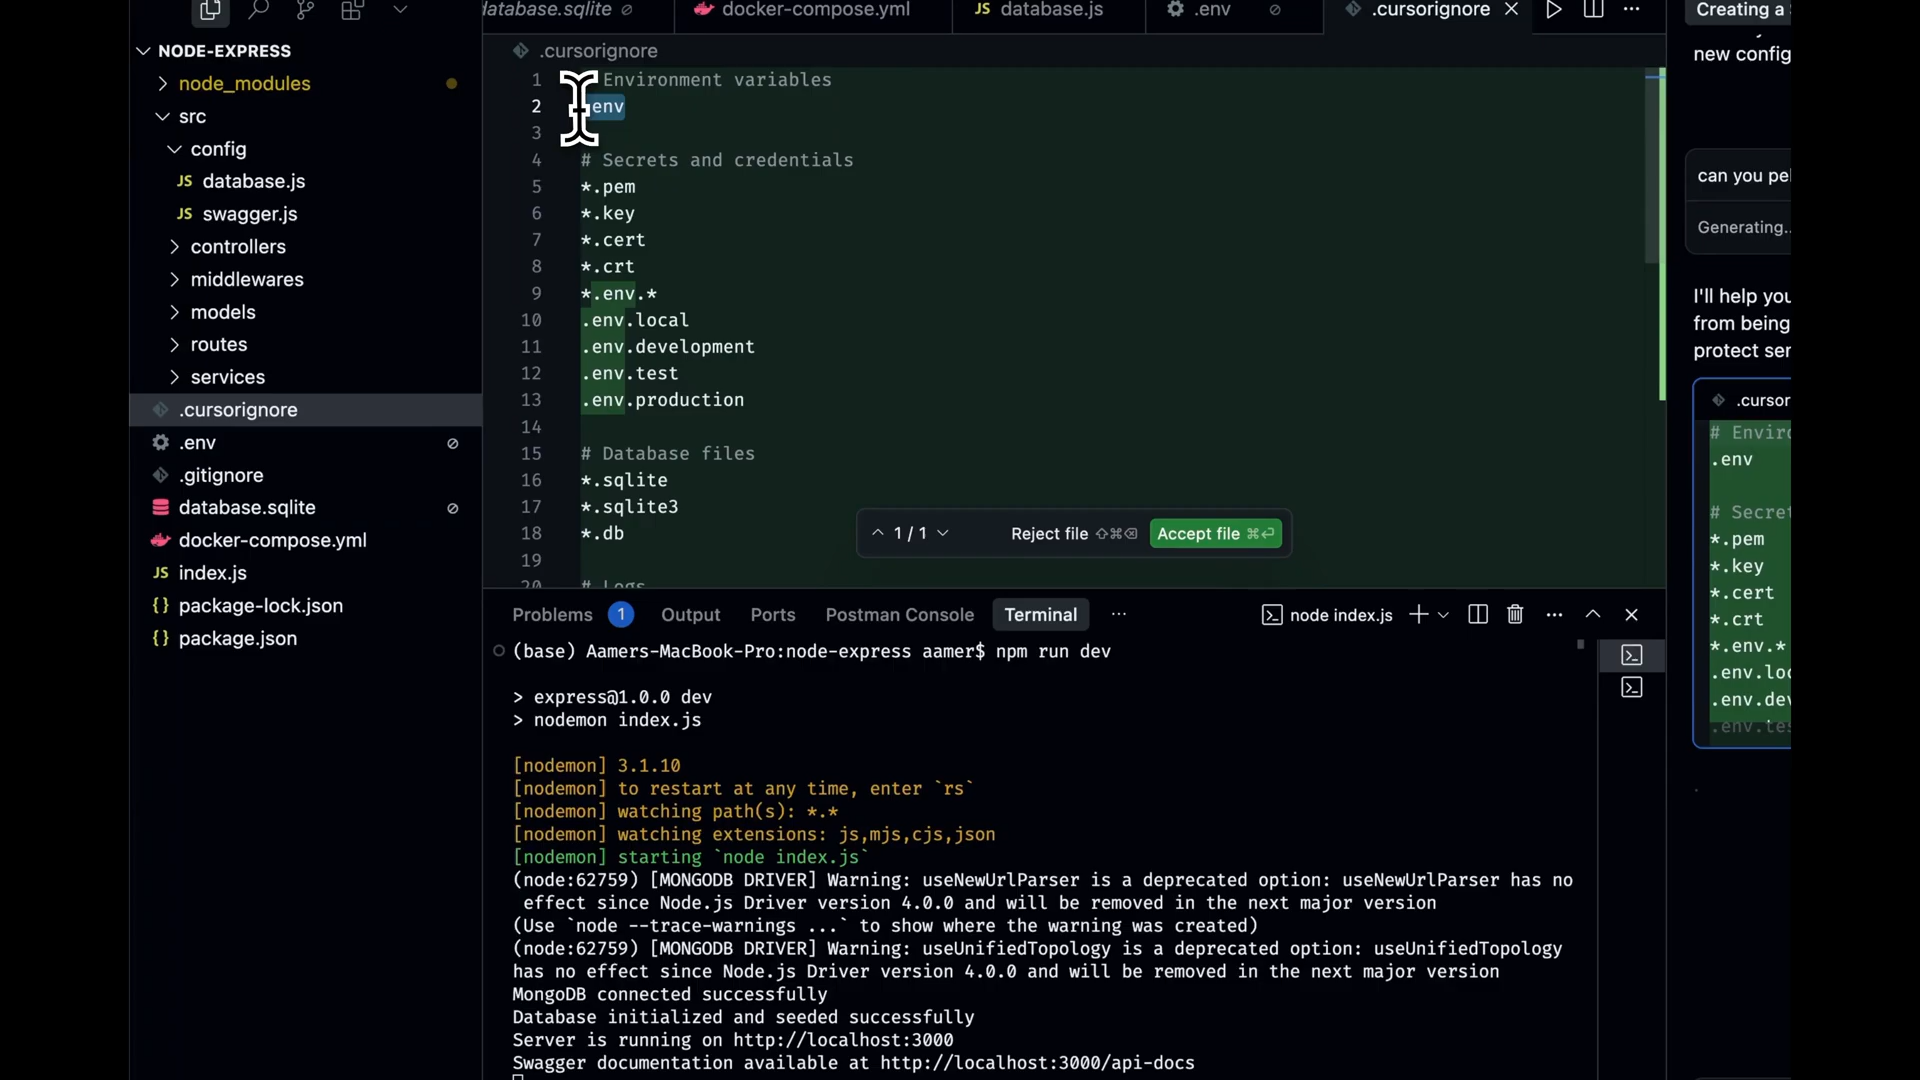 database.sqlite
docker-compose.yml
JS database.js
.env
.cursorignore
Creating a
NODE-EXPRESS
node_modules
src
config
JS database.js
JS swagger.js
controllers
middlewares
models
routes
services
.cursorignore
.env
.gitignore
database.sqlite
docker-compose.yml
JS index.js
{} package-lock.json
{} package.json
.cursorignore
1 Environment variables
2 .env
3
4 # Secrets and credentials
5 *.pem
6 *.key
7 *.cert
8 *.crt
9 *.env.*
10 .env.local
11 .env.development
12 .env.test
13 .env.production
14
15 # Database files
16 *.sqlite
17 *.sqlite3
18 *.db
19
20 # Logs
1 / 1
Reject file ⇧⌘⌫
Accept file ⌘⏎
Problems 1 Output Ports Postman Console Terminal ···
node index.js
(base) Aamers-MacBook-Pro:node-express aamer$ npm run dev
> express@1.0.0 dev
> nodemon index.js
[nodemon] 3.1.10
[nodemon] to restart at any time, enter `rs`
[nodemon] watching path(s): *.*
[nodemon] watching extensions: js,mjs,cjs,json
[nodemon] starting `node index.js`
(node:62759) [MONGODB DRIVER] Warning: useNewUrlParser is a deprecated option: useNewUrlParser has no
effect since Node.js Driver version 4.0.0 and will be removed in the next major version
(Use `node --trace-warnings ...` to show where the warning was created)
(node:62759) [MONGODB DRIVER] Warning: useUnifiedTopology is a deprecated option: useUnifiedTopology
has no effect since Node.js Driver version 4.0.0 and will be removed in the next major version
MongoDB connected successfully
Database initialized and seeded successfully
Server is running on http://localhost:3000
Swagger documentation available at http://localhost:3000/api-docs
new config
can you pe
Generating..
I'll help you
from being
protect ser
.cursor
# Enviro
.env
# Secret
*.pem
*.key
*.cert
*.crt
*.env.*
.env.loc
.env.dev
.env.tes